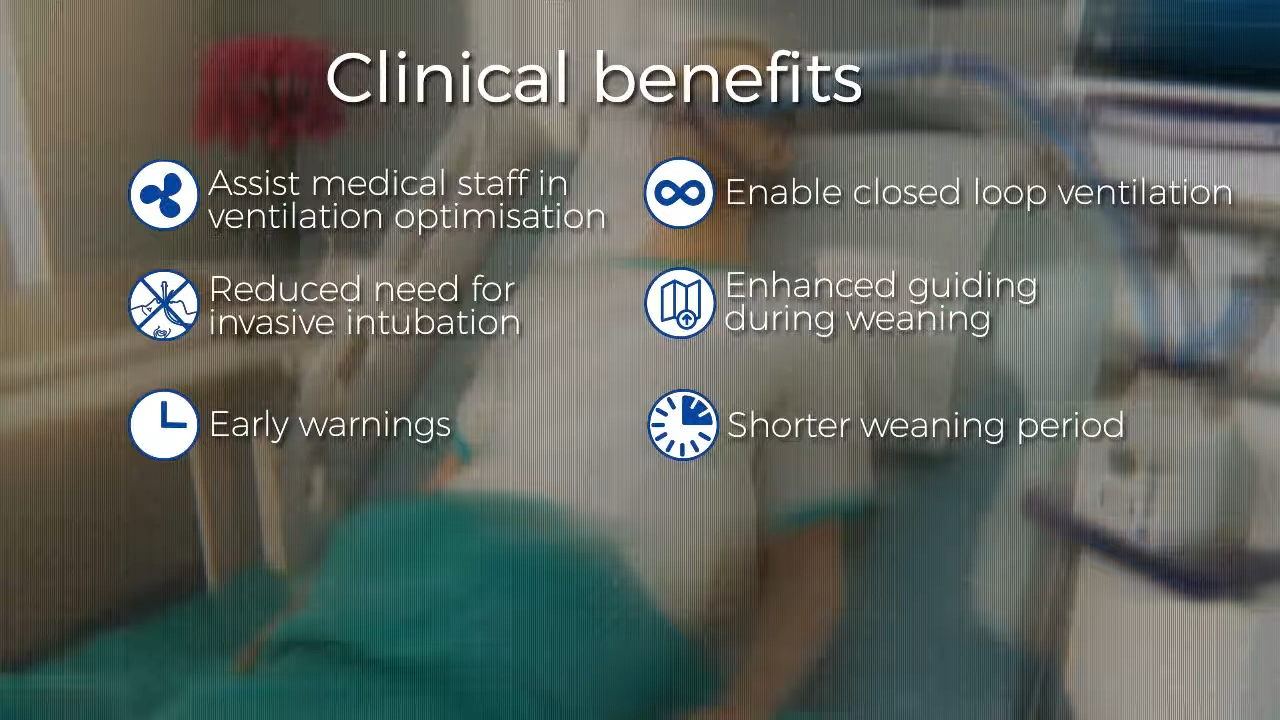 Clinical benefits
Assist medical staff in
ventilation optimisation
Reduced need for
invasive intubation
Early warnings
Enable closed loop ventilation
Enhanced guiding
during weaning
Shorter weaning period